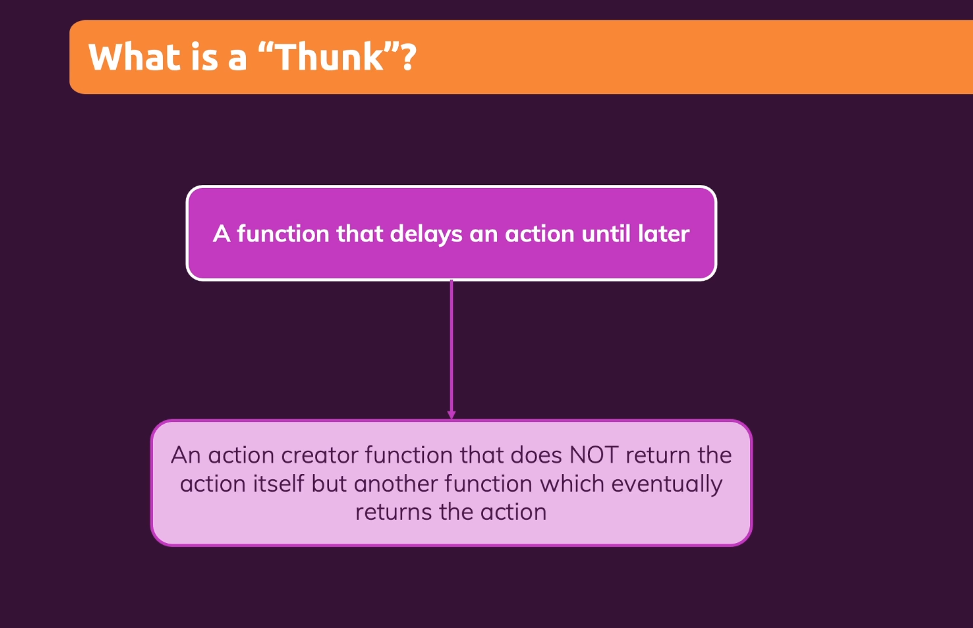 What is a “Thunk”?
A function that delays an action until later
An action creator function that does NOT return the
action itself but another function which eventually
returns the action